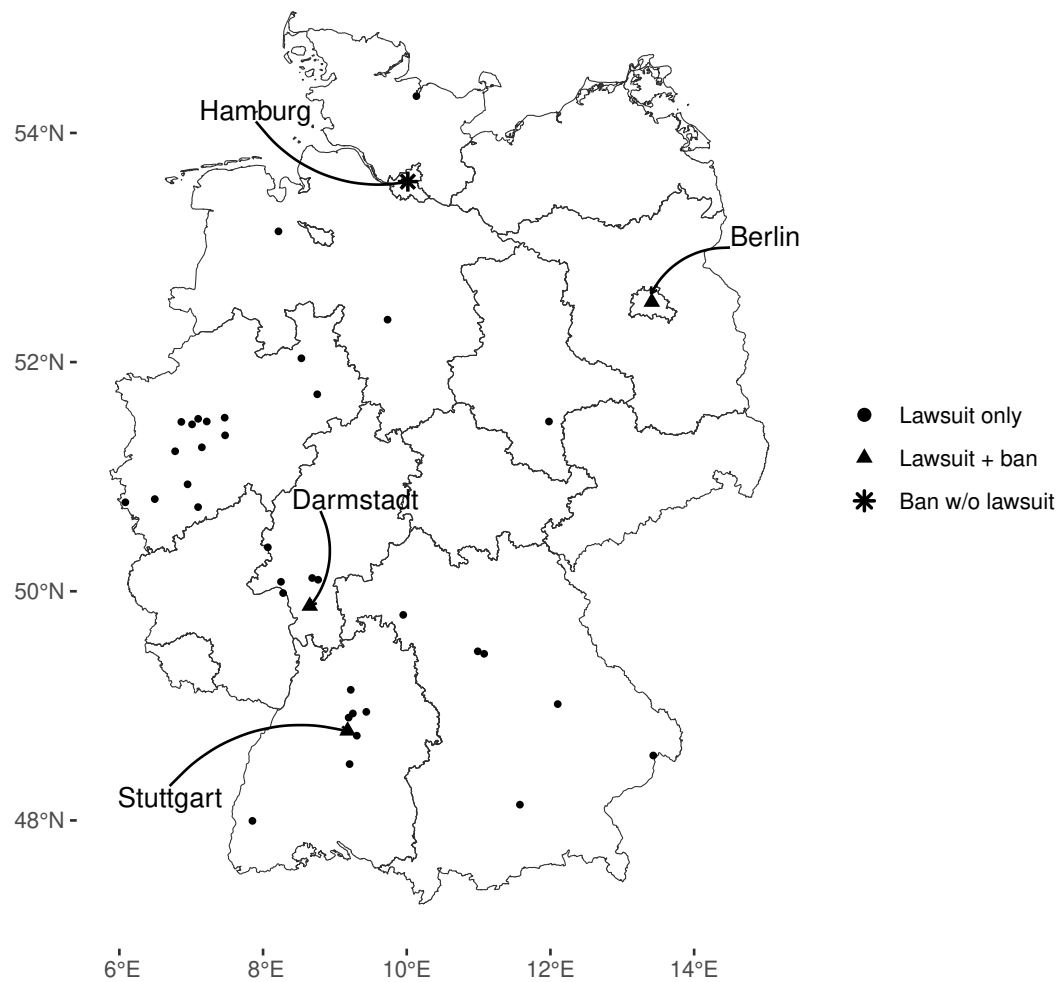 Hamburg
54°N
Berlin
52°N
Lawsuit only
Lawsuit + ban
Ban w/o lawsuit
Darmstadt
50°N
Stuttgart
48°N
6°E
8°E
10°E
12°E
14°E